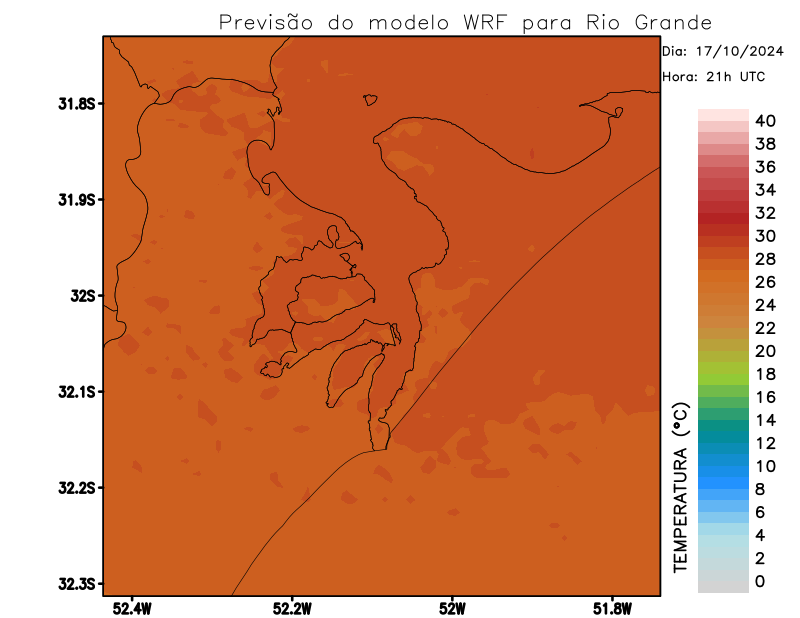 Previsão do modelo WRF para Rio Grande
Dia: 17/10/2024
Hora: 21h UTC
31.8S
31.9S
32S
32.1S
32.2S
32.3S
52.4W
52.2W
52W
51.8W
TEMPERATURA (°C)
40
38
36
34
32
30
28
26
24
22
20
18
16
14
12
10
8
6
4
2
0